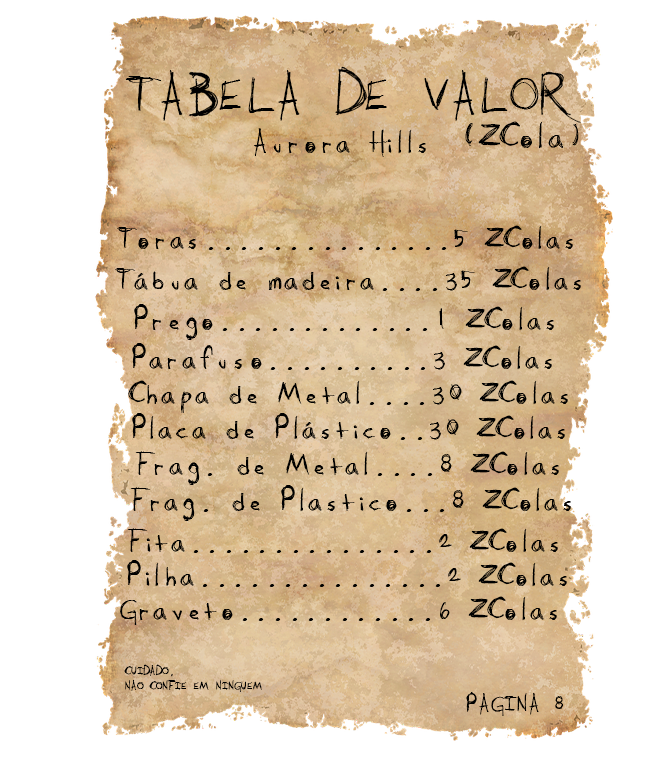 TABELA DE VALOR
(ZCola)
Aurora Hills
Toras...................5 ZColas
Tábua de madeira....35 ZColas
Prego................1 ZColas
Parafuso............3 ZColas
Chapa de Metal....30 ZColas
Placa de Plástico..30 ZColas
Frag. de Metal....8 ZColas
Frag. de Plastico...8 ZColas
Fita...................2 ZColas
Pilha...................2 ZColas
Graveto...............6 ZColas
CUIDADO,
NÃO CONFIE EM NINGUEM
PAGINA 8